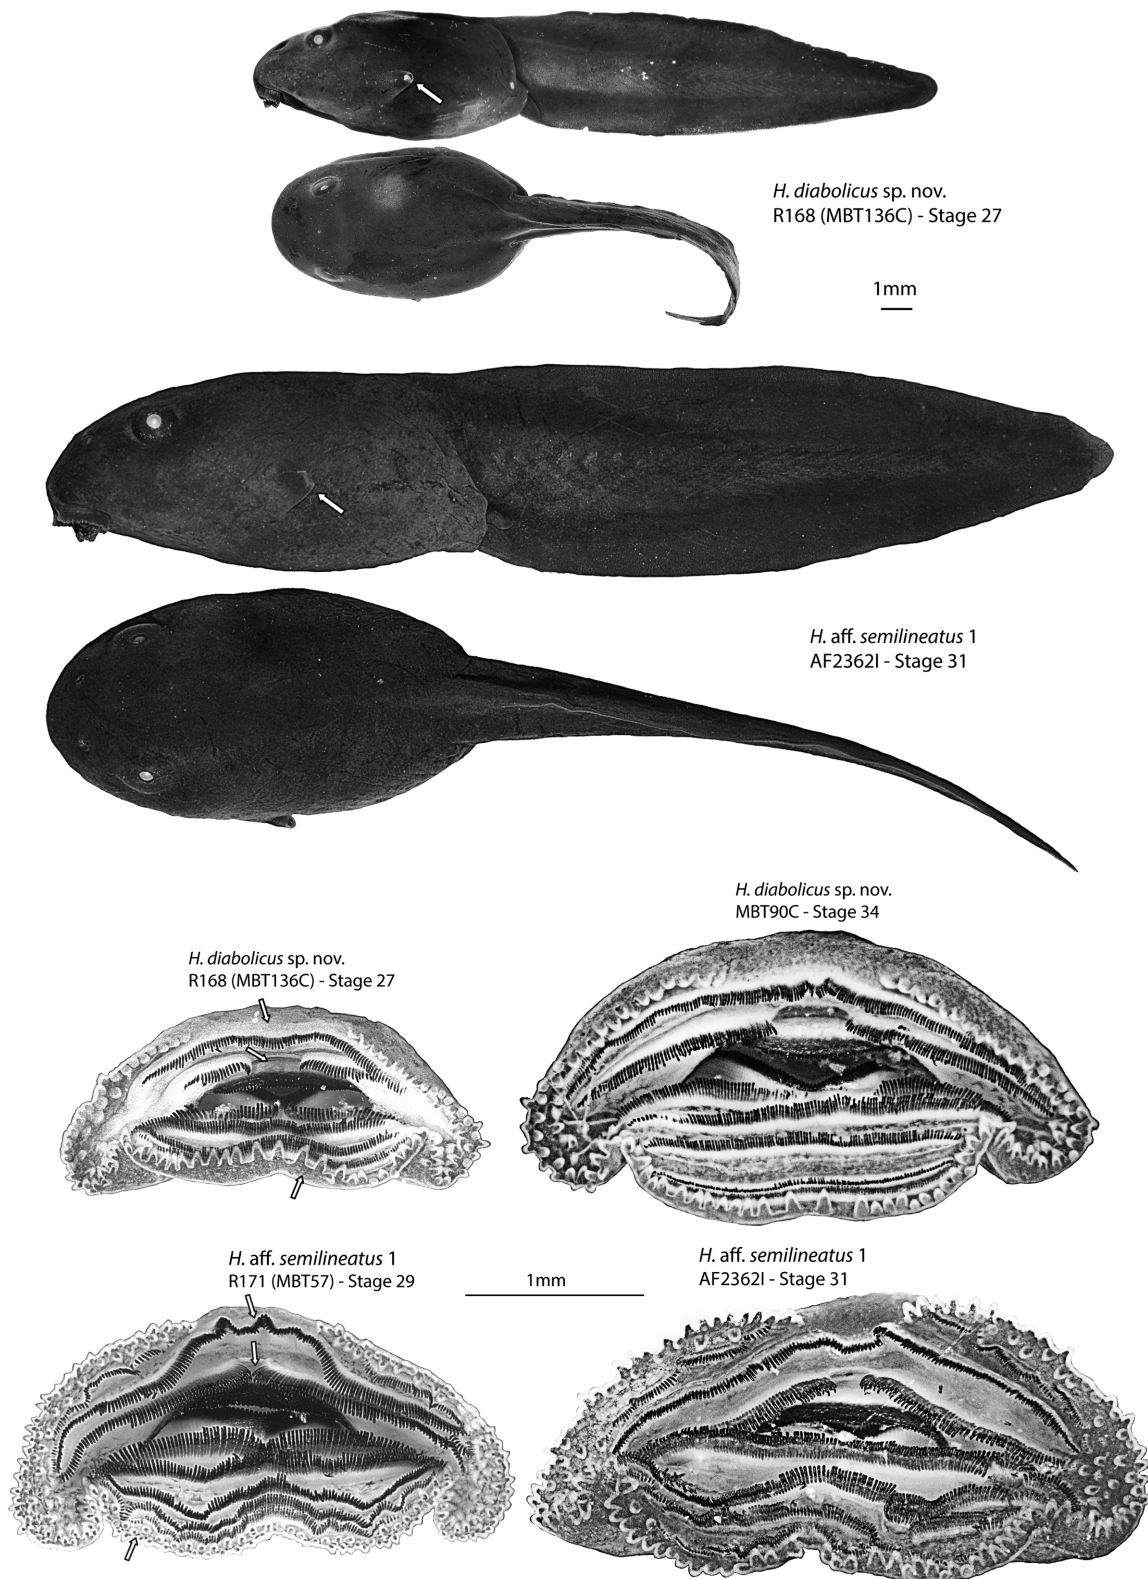 H. diabolicus sp. nov.
R168 (MBT136C) - Stage 27
1mm
H. aff. semilineatus 1
AF2362I - Stage 31
H. diabolicus sp. nov.
MBT90C - Stage 34
H. diabolicus sp. nov.
R168 (MBT136C) - Stage 27
H. aff. semilineatus 1
R171 (MBT57) - Stage 29
1mm
H. aff. semilineatus 1
AF2362I - Stage 31